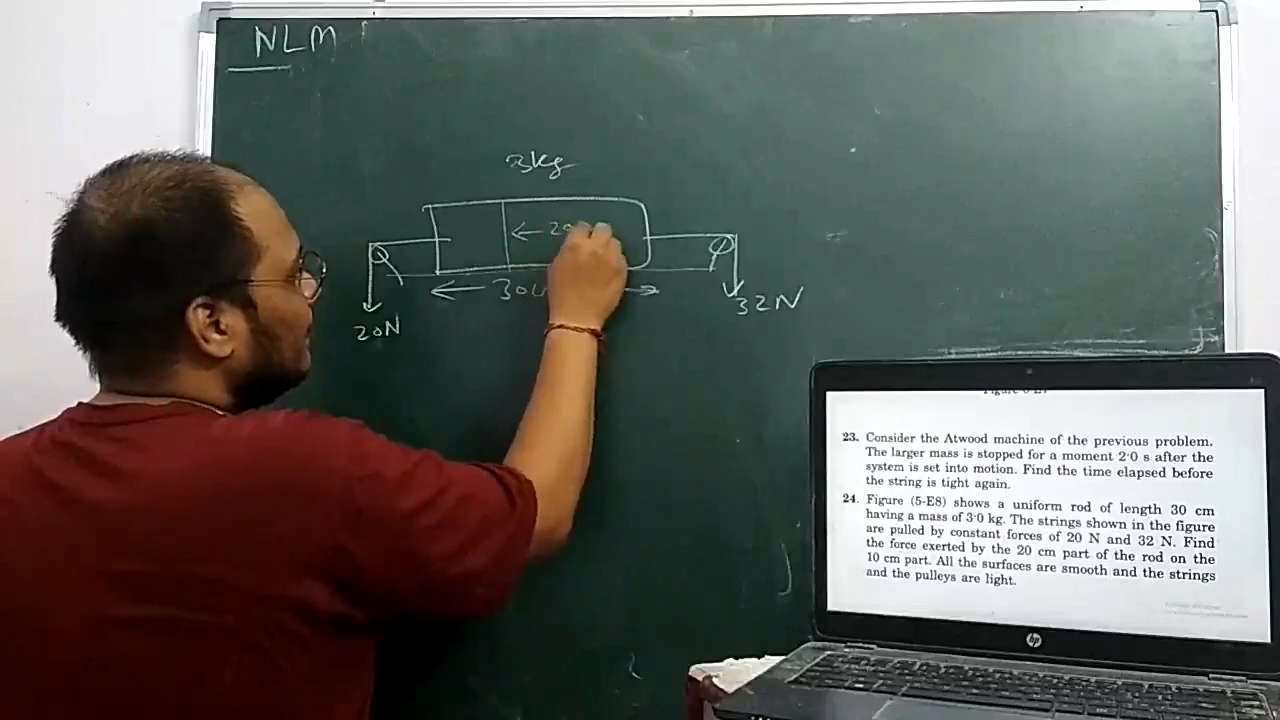 NLM
3kg
← 20
← 30
20N
32N
23. Consider the Atwood machine of the previous problem.
The larger mass is stopped for a moment 2·0 s after the
system is set into motion. Find the time elapsed before
the string is tight again.
24. Figure (5-E8) shows a uniform rod of length 30 cm
having a mass of 3·0 kg. The strings shown in the figure
are pulled by constant forces of 20 N and 32 N. Find
the force exerted by the 20 cm part of the rod on the
10 cm part. All the surfaces are smooth and the strings
and the pulleys are light.
hp